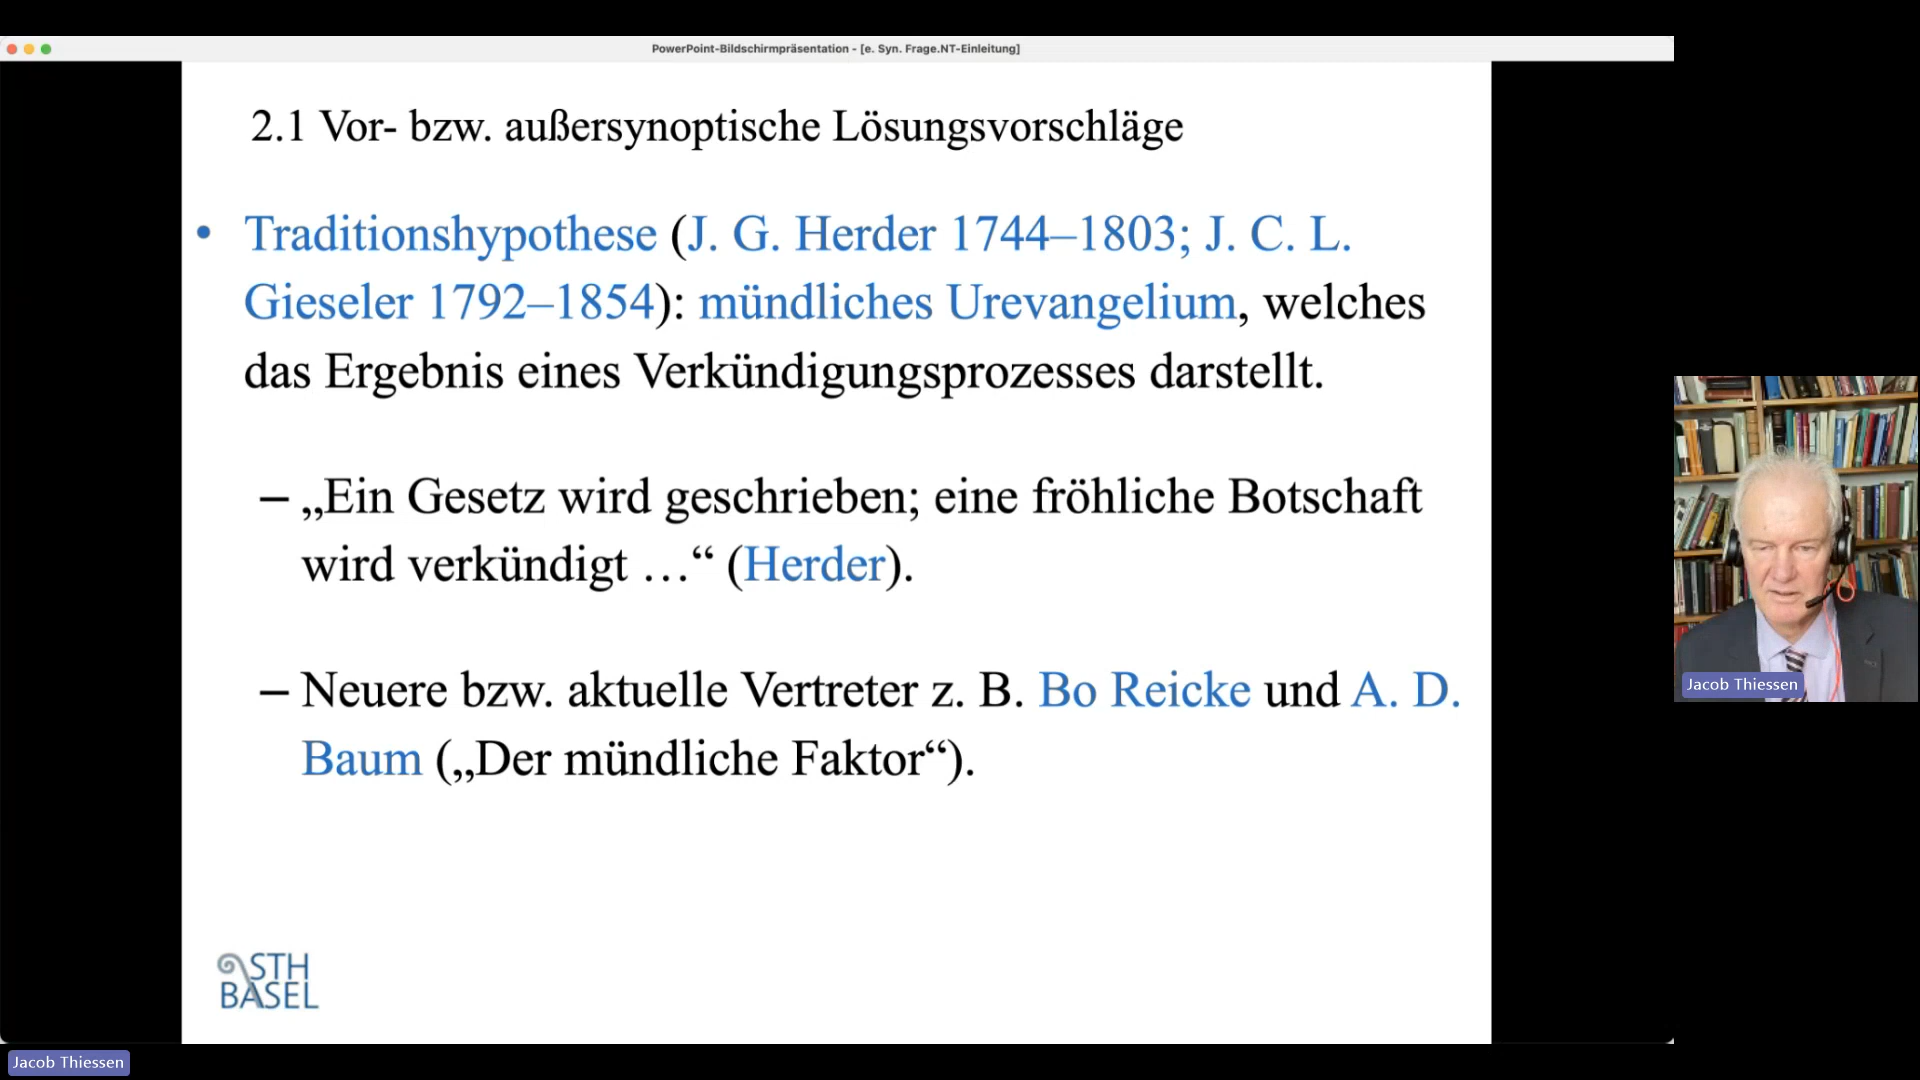 PowerPoint-Bildschirmpräsentation - [e. Syn. Frage.NT-Einleitung]
2.1 Vor- bzw. außersynoptische Lösungsvorschläge
• Traditionshypothese (J. G. Herder 1744–1803; J. C. L.
Gieseler 1792–1854): mündliches Urevangelium, welches
das Ergebnis eines Verkündigungsprozesses darstellt.
– „Ein Gesetz wird geschrieben; eine fröhliche Botschaft
wird verkündigt …“ (Herder).
– Neuere bzw. aktuelle Vertreter z. B. Bo Reicke und A. D.
Baum („Der mündliche Faktor“).
STH
BASEL
Jacob Thiessen
Jacob Thiessen